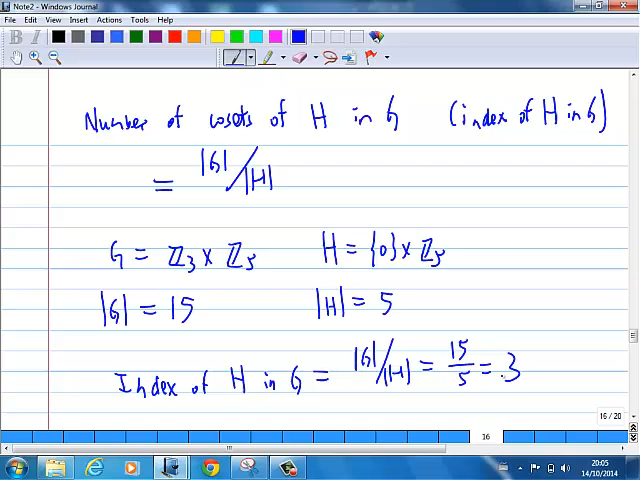 Note2 - Windows Journal
File Edit View Insert Actions Tools Help
Number of cosets of H in G (index of H in G)
= |G|/|H|
G = ℤ₃ × ℤ₅ H = {0} × ℤ₅
|G| = 15 |H| = 5
Index of H in G = |G|/|H| = 15/5 = 3
16 / 20
16
20:05
14/10/2014